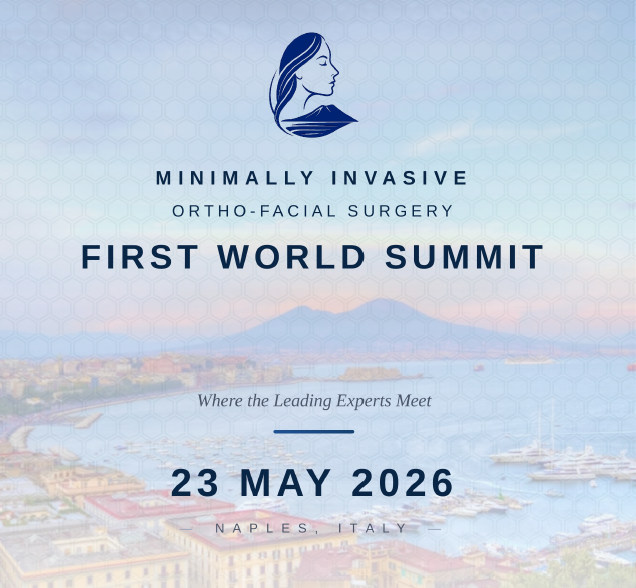 MINIMALLY INVASIVE
ORTHO-FACIAL SURGERY
FIRST WORLD SUMMIT
Where the Leading Experts Meet
23 MAY 2026
— NAPLES, ITALY —